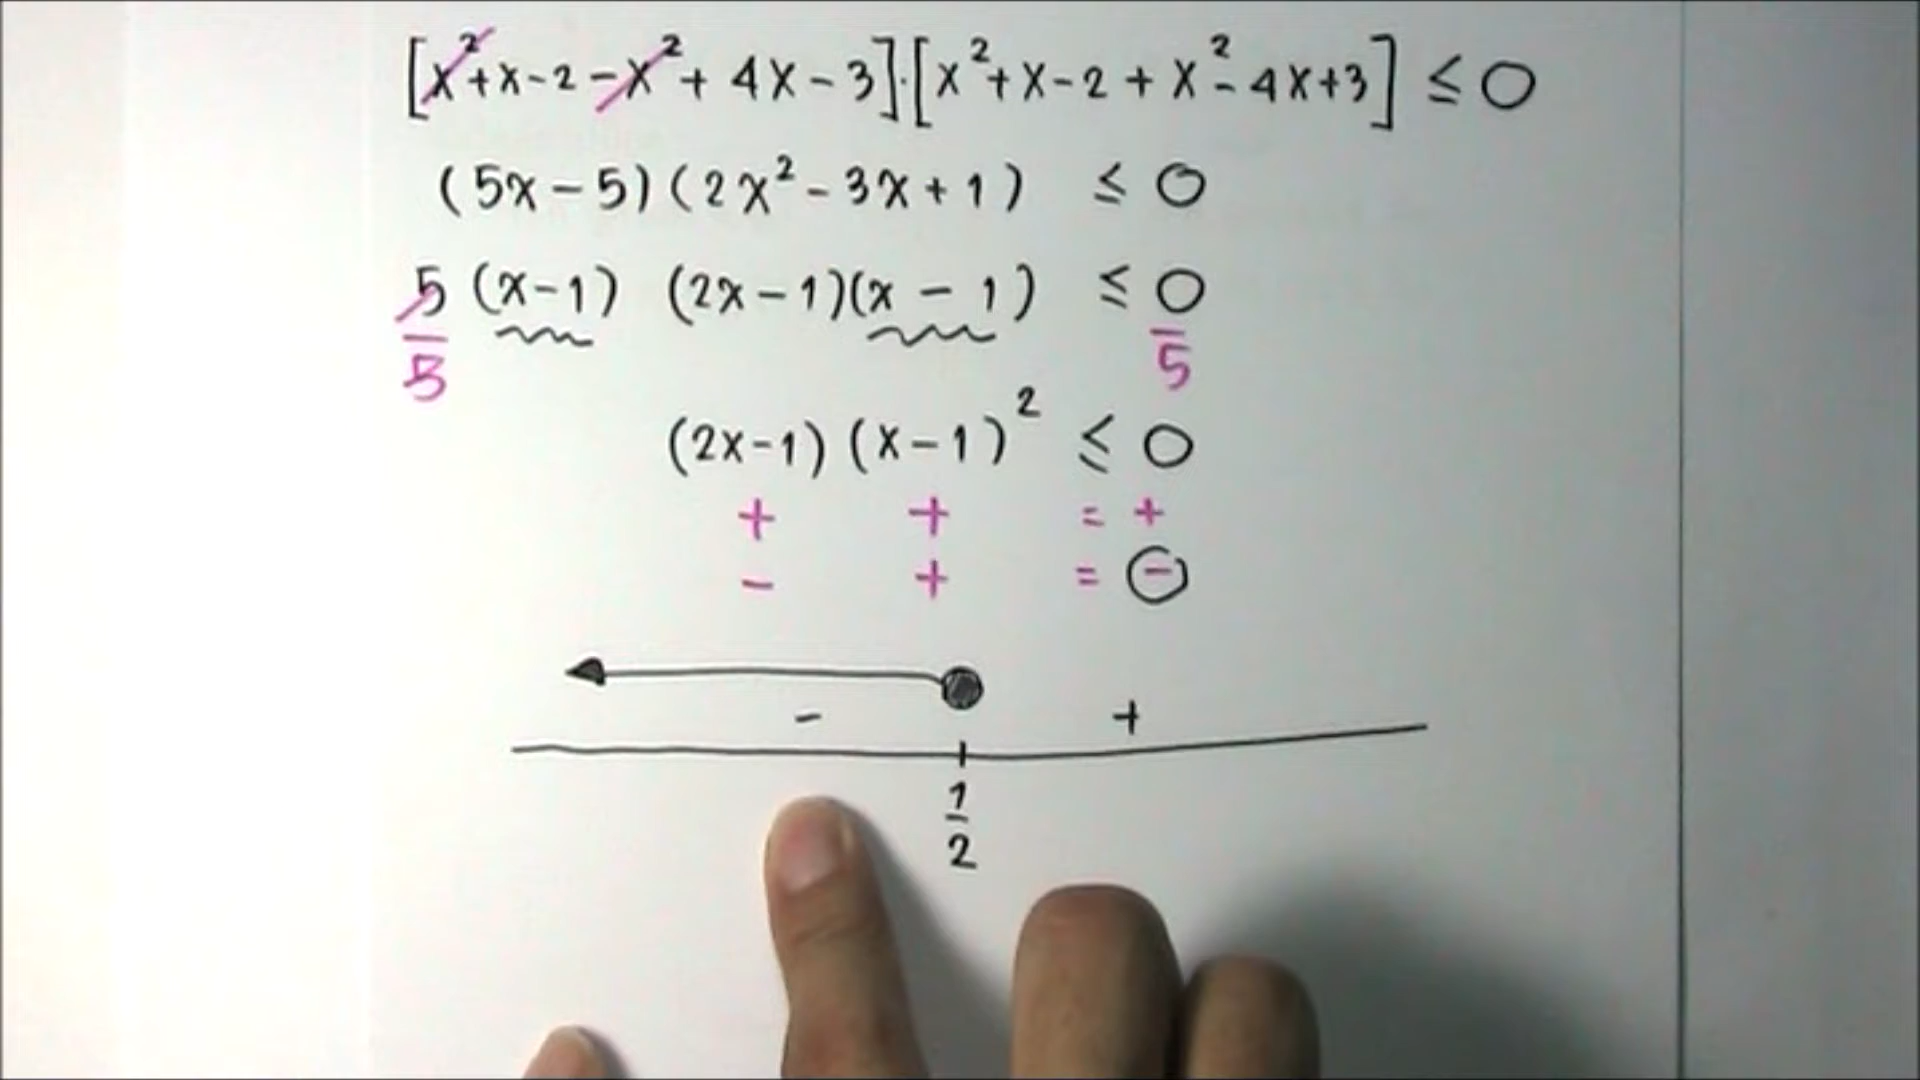 [x²+x-2-x²+4x-3]·[x²+x-2+x²-4x+3] ≤ 0
(5x-5)(2x²-3x+1) ≤ 0
5(x-1) (2x-1)(x-1) ≤ 0
5 5
(2x-1)(x-1)² ≤ 0
+ + = +
- + = -
- +
1
2